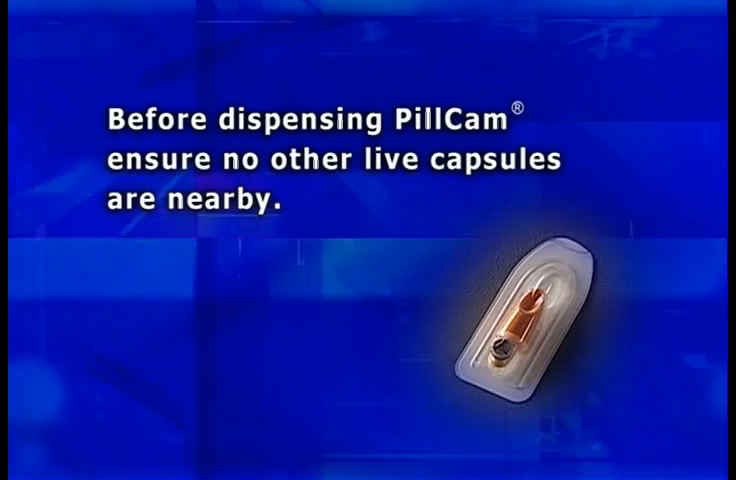 Before dispensing PillCam®
ensure no other live capsules
are nearby.